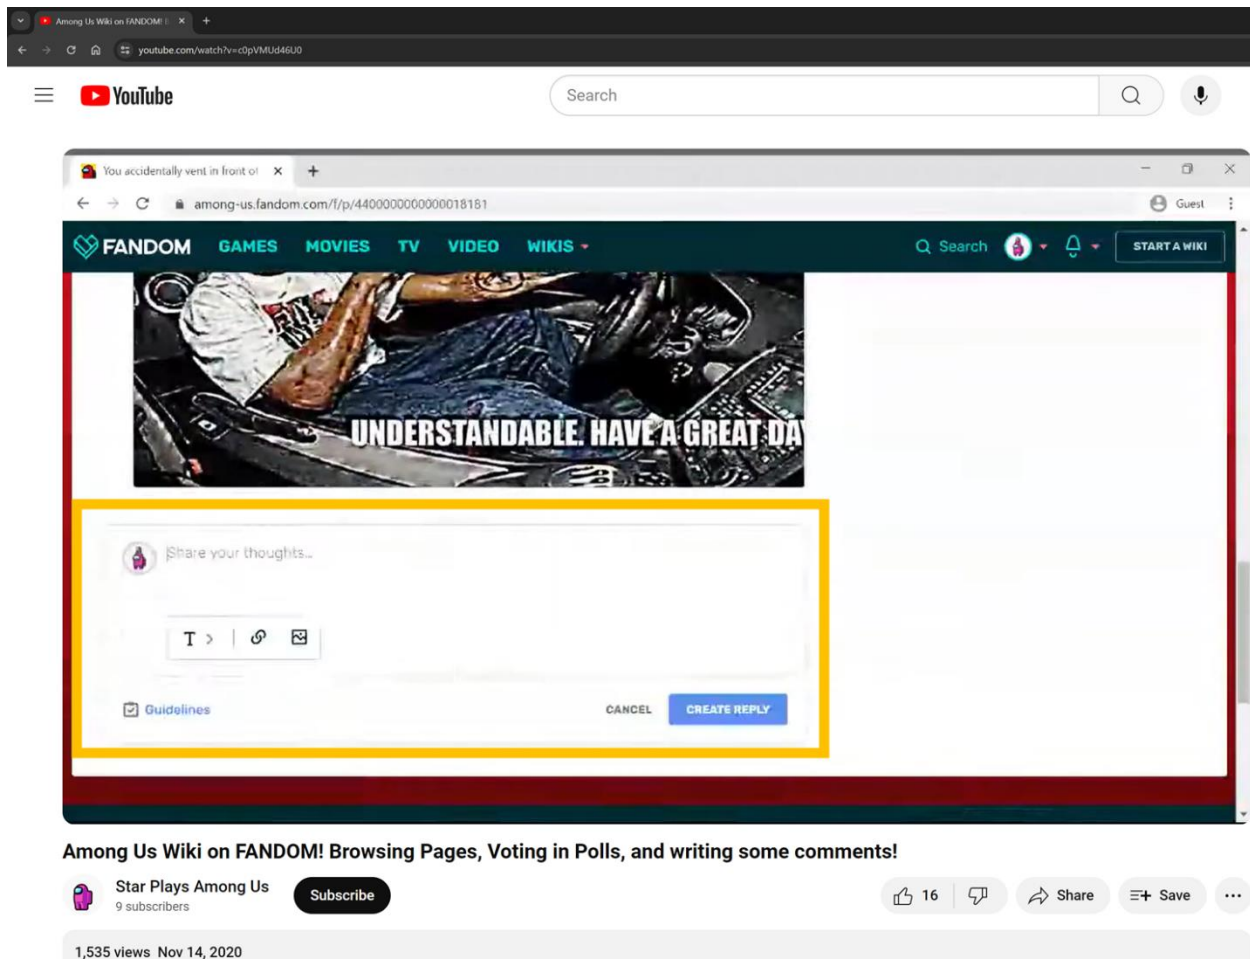 Among Us Wiki on FANDOM!
youtube.com/watch?v=c0pVMUd46U0
YouTube
Search
You accidentally vent in front of
among-us.fandom.com/f/p/4400000000000018181
Guest
FANDOM GAMES MOVIES TV VIDEO WIKIS Search START A WIKI
UNDERSTANDABLE. HAVE A GREAT DAY
Share your thoughts...
T
Guidelines CANCEL CREATE REPLY
Among Us Wiki on FANDOM! Browsing Pages, Voting in Polls, and writing some comments!
Star Plays Among Us
9 subscribers
Subscribe
16 Share Save
1,535 views Nov 14, 2020